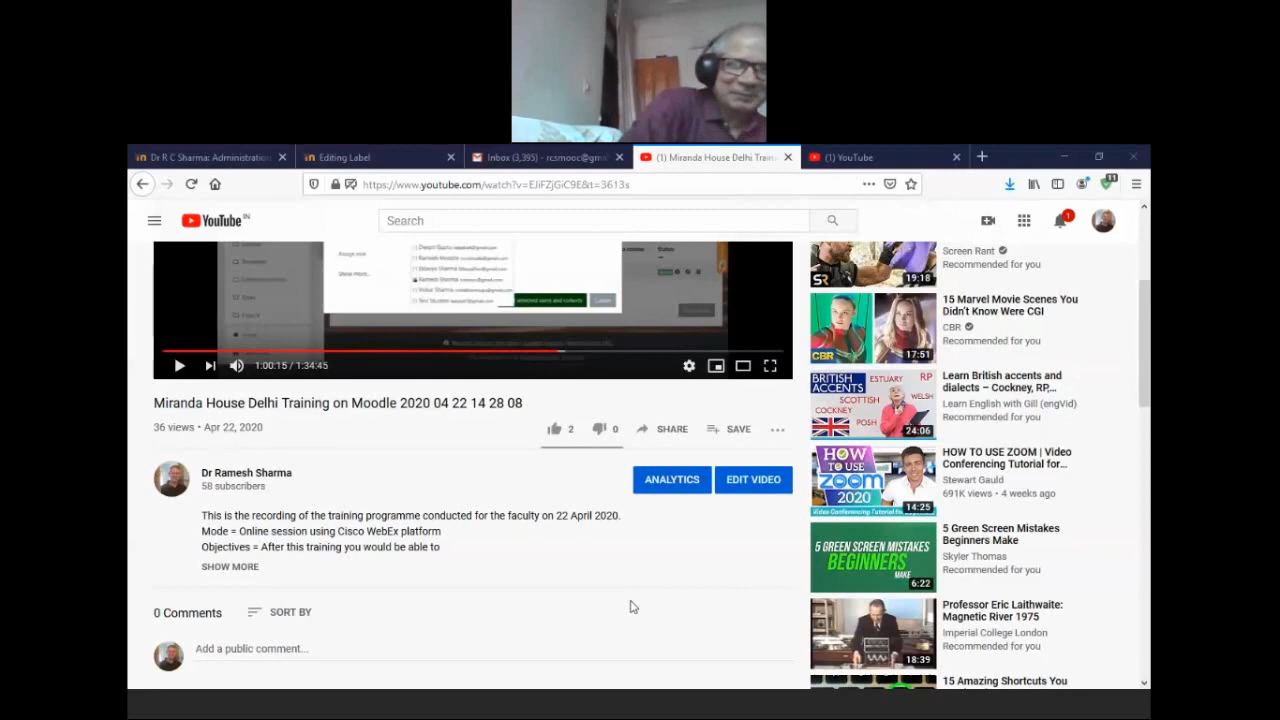 Dr R C Sharma: Administration
Editing Label
Inbox (3,395) - rcsmooc@gma
(1) Miranda House Delhi Train
(1) YouTube
https://www.youtube.com/watch?v=EJiFZjGiC9E&t=3613s
11
YouTube IN
Search
1
1:00:15 / 1:34:45
Miranda House Delhi Training on Moodle 2020 04 22 14 28 08
36 views • Apr 22, 2020
2
0
SHARE
SAVE
Dr Ramesh Sharma
58 subscribers
ANALYTICS
EDIT VIDEO
This is the recording of the training programme conducted for the faculty on 22 April 2020.
Mode = Online session using Cisco WebEx platform
Objectives = After this training you would be able to
SHOW MORE
0 Comments
SORT BY
Add a public comment...
SR
19:18
Screen Rant
Recommended for you
CBR
17:51
15 Marvel Movie Scenes You
Didn't Know Were CGI
CBR
Recommended for you
BRITISH
ACCENTS
ESTUARY
RP
SCOTTISH
WELSH
COCKNEY
POSH
24:06
Learn British accents and
dialects – Cockney, RP,...
Learn English with Gill (engVid)
Recommended for you
HOW
TO USE
ZOOM
2020
Video Conferencing Tutorial for
14:25
HOW TO USE ZOOM | Video
Conferencing Tutorial for...
Stewart Gauld
691K views • 4 weeks ago
5 GREEN SCREEN MISTAKES
BEGINNERS
MAKE
6:22
5 Green Screen Mistakes
Beginners Make
Skyler Thomas
Recommended for you
18:39
Professor Eric Laithwaite:
Magnetic River 1975
Imperial College London
Recommended for you
15 Amazing Shortcuts You